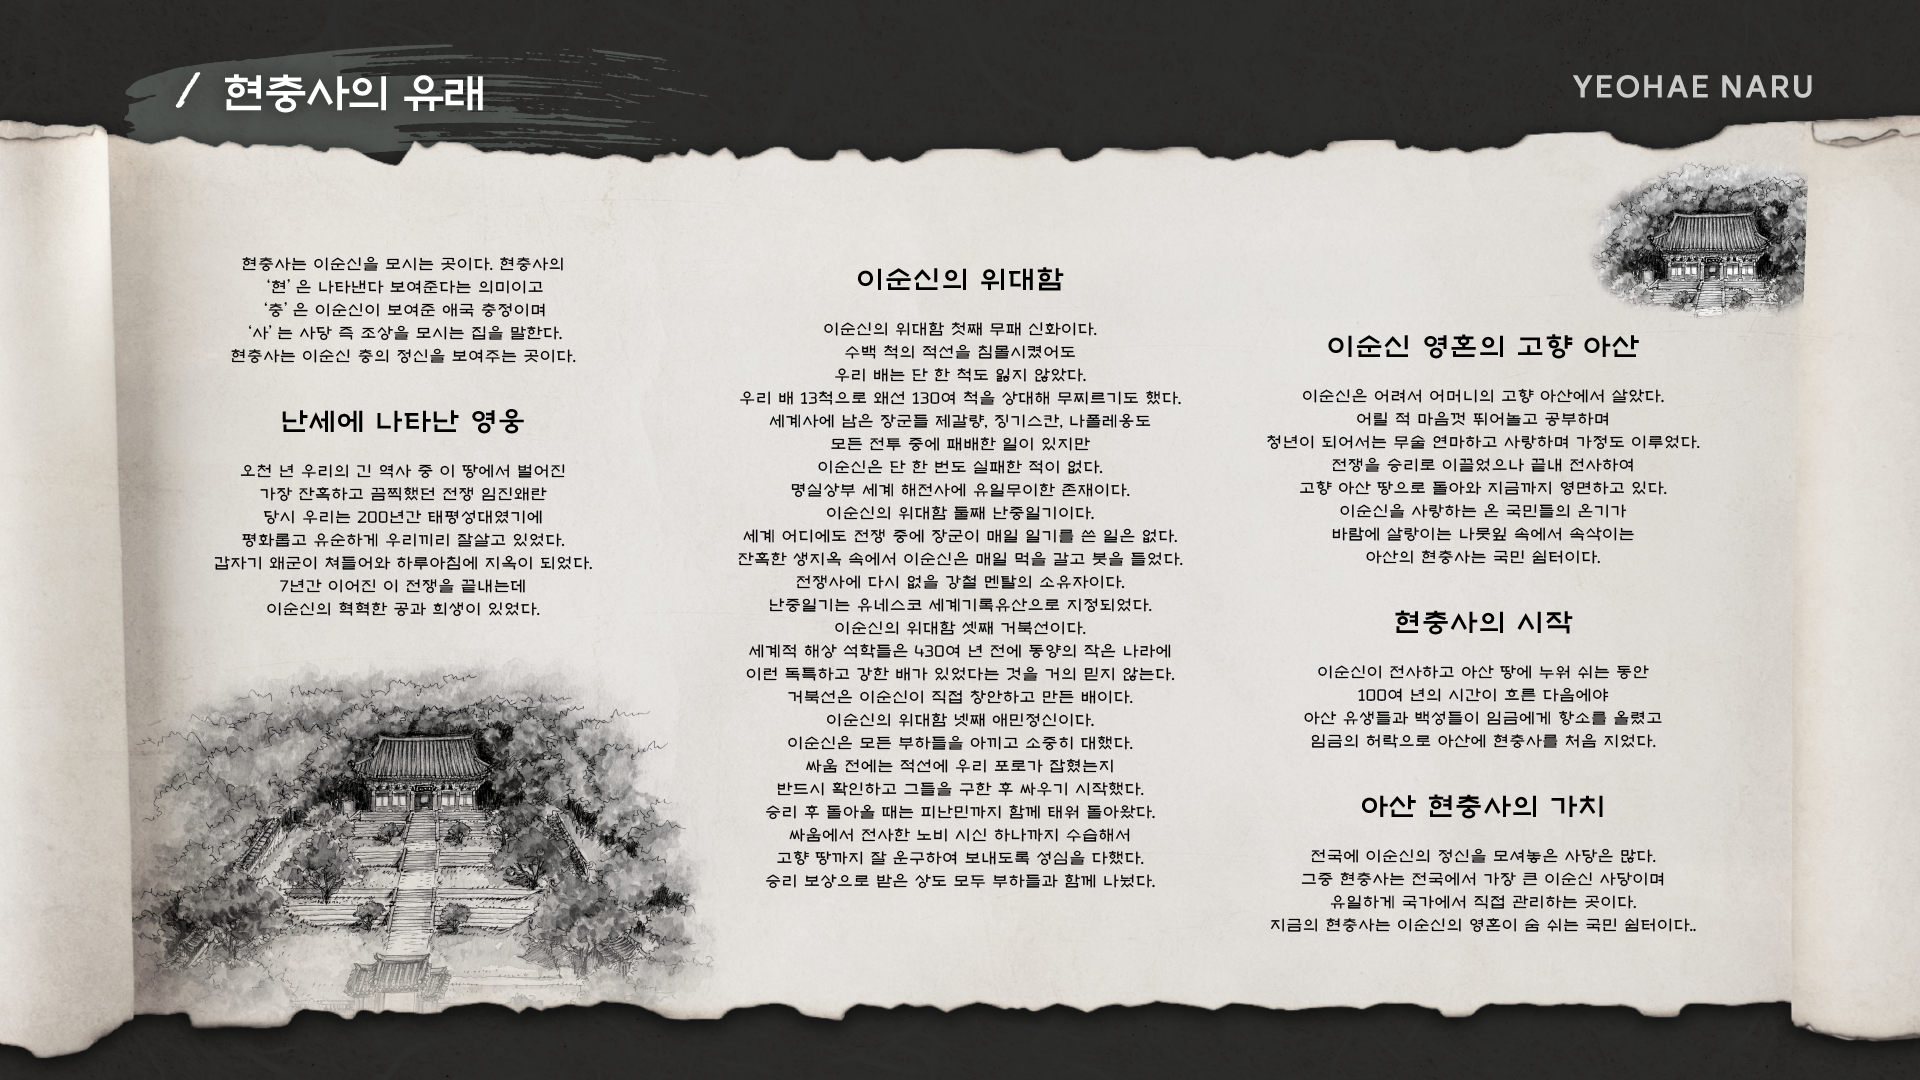 / 현충사의 유래
YEOHAE NARU
현충사는 이순신을 모시는 곳이다. 현충사의
‘현’ 은 나타낸다 보여준다는 의미이고
‘충’ 은 이순신이 보여준 애국 충정이며
‘사’ 는 사당 즉 조상을 모시는 집을 말한다.
현충사는 이순신 충의 정신을 보여주는 곳이다.
난세에 나타난 영웅
오천 년 우리의 긴 역사 중 이 땅에서 벌어진
가장 잔혹하고 끔찍했던 전쟁 임진왜란
당시 우리는 200년간 태평성대였기에
평화롭고 유순하게 우리끼리 잘살고 있었다.
갑자기 왜군이 쳐들어와 하루아침에 지옥이 되었다.
7년간 이어진 이 전쟁을 끝내는데
이순신의 혁혁한 공과 희생이 있었다.
이순신의 위대함
이순신의 위대함 첫째 무패 신화이다.
수백 척의 적선을 침몰시켰어도
우리 배는 단 한 척도 잃지 않았다.
우리 배 13척으로 왜선 130여 척을 상대해 무찌르기도 했다.
세계사에 남은 장군들 제갈량, 징기스칸, 나폴레옹도
모든 전투 중에 패배한 일이 있지만
이순신은 단 한 번도 실패한 적이 없다.
명실상부 세계 해전사에 유일무이한 존재이다.
이순신의 위대함 둘째 난중일기이다.
세계 어디에도 전쟁 중에 장군이 매일 일기를 쓴 일은 없다.
잔혹한 생지옥 속에서 이순신은 매일 먹을 갈고 붓을 들었다.
전쟁사에 다시 없을 강철 멘탈의 소유자이다.
난중일기는 유네스코 세계기록유산으로 지정되었다.
이순신의 위대함 셋째 거북선이다.
세계적 해상 석학들은 430여 년 전에 동양의 작은 나라에
이런 독특하고 강한 배가 있었다는 것을 거의 믿지 않는다.
거북선은 이순신이 직접 창안하고 만든 배이다.
이순신의 위대함 넷째 애민정신이다.
이순신은 모든 부하들을 아끼고 소중히 대했다.
싸움 전에는 적선에 우리 포로가 잡혔는지
반드시 확인하고 그들을 구한 후 싸우기 시작했다.
승리 후 돌아올 때는 피난민까지 함께 태워 돌아왔다.
싸움에서 전사한 노비 시신 하나까지 수습해서
고향 땅까지 잘 운구하여 보내도록 성심을 다했다.
승리 보상으로 받은 상도 모두 부하들과 함께 나눴다.
이순신 영혼의 고향 아산
이순신은 어려서 어머니의 고향 아산에서 살았다.
어릴 적 마음껏 뛰어놀고 공부하며
청년이 되어서는 무술 연마하고 사랑하며 가정도 이루었다.
전쟁을 승리로 이끌었으나 끝내 전사하여
고향 아산 땅으로 돌아와 지금까지 영면하고 있다.
이순신을 사랑하는 온 국민들의 온기가
바람에 살랑이는 나뭇잎 속에서 속삭이는
아산의 현충사는 국민 쉼터이다.
현충사의 시작
이순신이 전사하고 아산 땅에 누워 쉬는 동안
100여 년의 시간이 흐른 다음에야
아산 유생들과 백성들이 임금에게 항소를 올렸고
임금의 허락으로 아산에 현충사를 처음 지었다.
아산 현충사의 가치
전국에 이순신의 정신을 모셔놓은 사당은 많다.
그중 현충사는 전국에서 가장 큰 이순신 사당이며
유일하게 국가에서 직접 관리하는 곳이다.
지금의 현충사는 이순신의 영혼이 숨 쉬는 국민 쉼터이다..